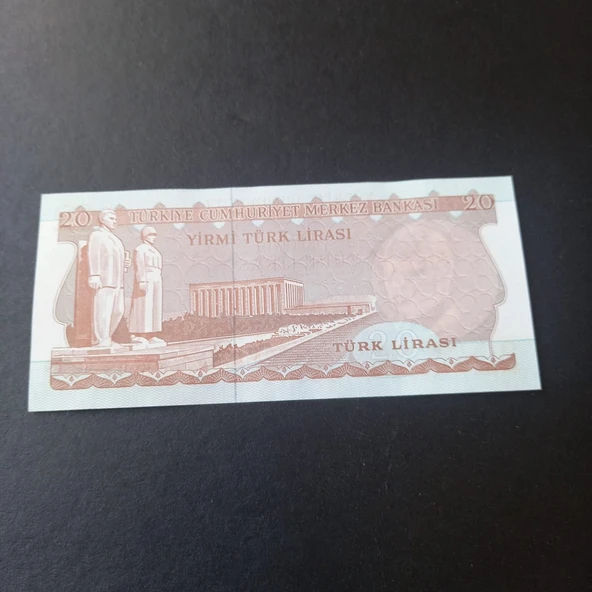 20 TÜRKİYE CUMHURİYET MERKEZ BANKASI 20
YİRMİ TÜRK LİRASI
20
TÜRK LİRASI